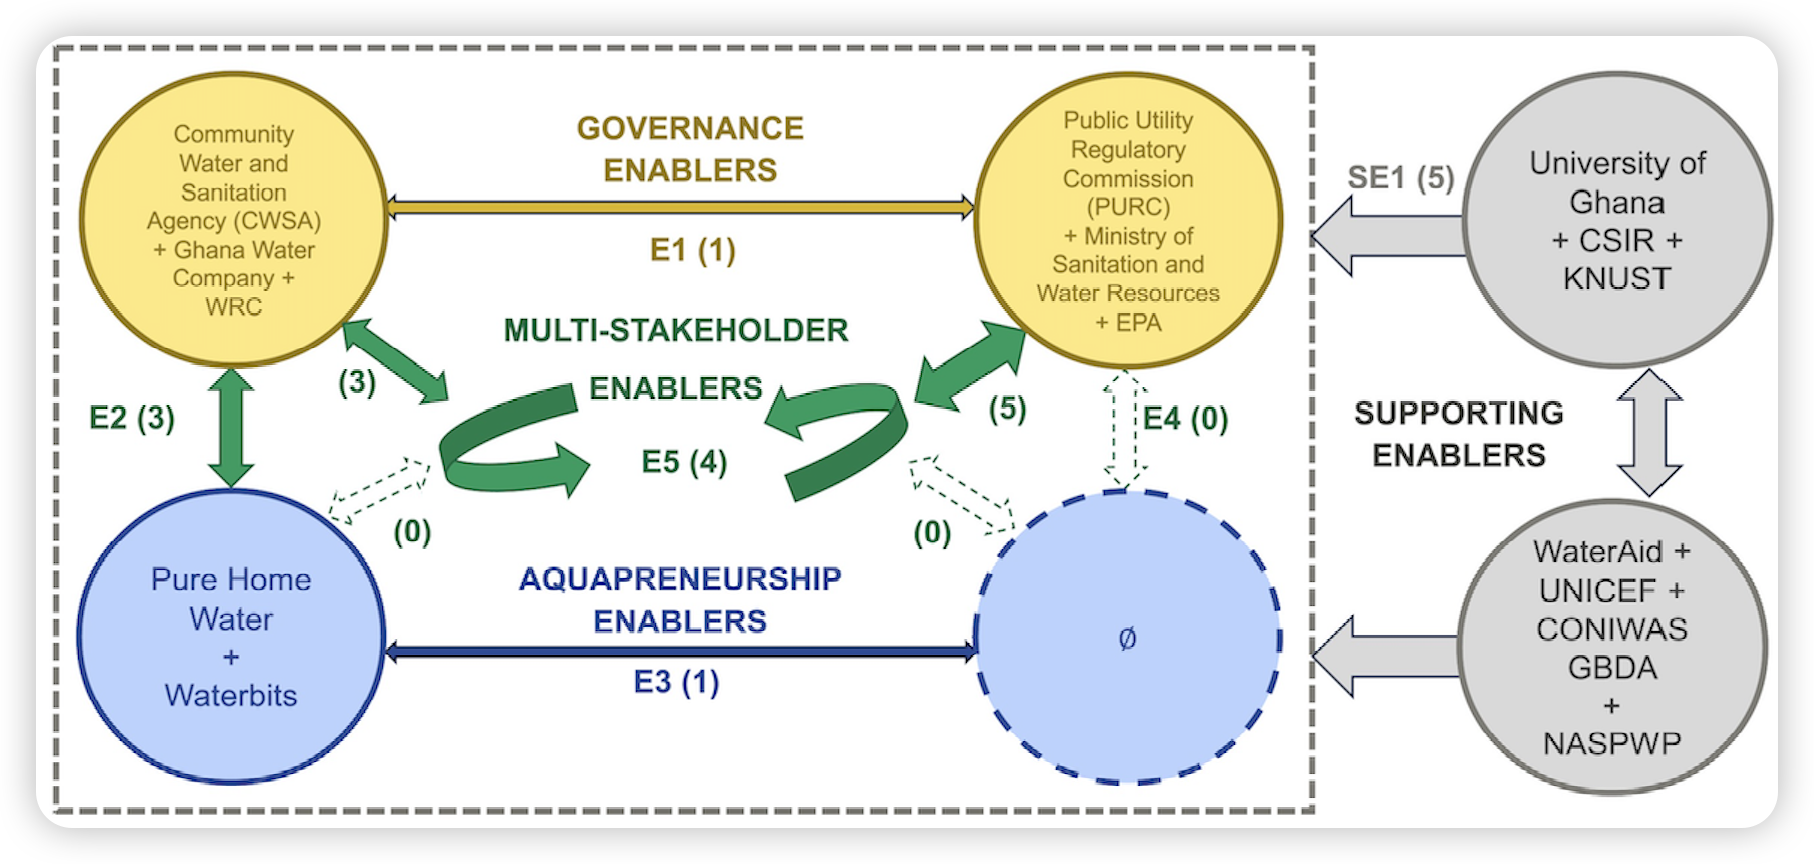 Community
Water and
Sanitation
Agency (CWSA)
+ Ghana Water
Company +
WRC
GOVERNANCE
ENABLERS
E1 (1)
Public Utility
Regulatory
Commission
(PURC)
+ Ministry of
Sanitation and
Water Resources
+ EPA
SE1 (5)
University of
Ghana
+ CSIR +
KNUST
MULTI-STAKEHOLDER
ENABLERS
E5 (4)
E2 (3)
(3)
(5)
E4 (0)
(0)
(0)
SUPPORTING
ENABLERS
Pure Home
Water
+
Waterbits
AQUAPRENEURSHIP
ENABLERS
E3 (1)
Ø
WaterAid +
UNICEF +
CONIWAS
GBDA
+
NASPWP